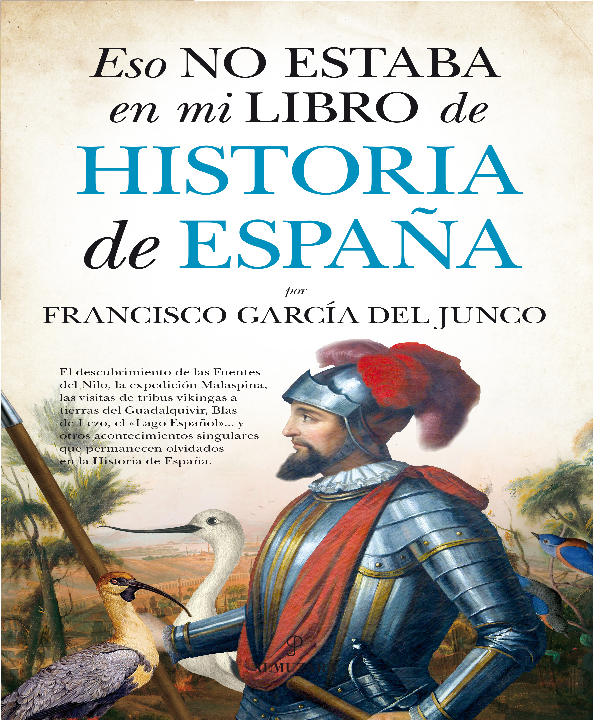 Eso NO ESTABA
en mi LIBRO de
HISTORIA
de ESPAÑA
por
FRANCISCO GARCÍA DEL JUNCO
El descubrimiento de las Fuentes
del Nilo, la expedición Malaspina,
las visitas de tribus vikingas a
tierras del Guadalquivir, Blas
de Lezo, el «Lago Español»... y
otros acontecimientos singulares
que permanecen olvidados
en la Historia de España.